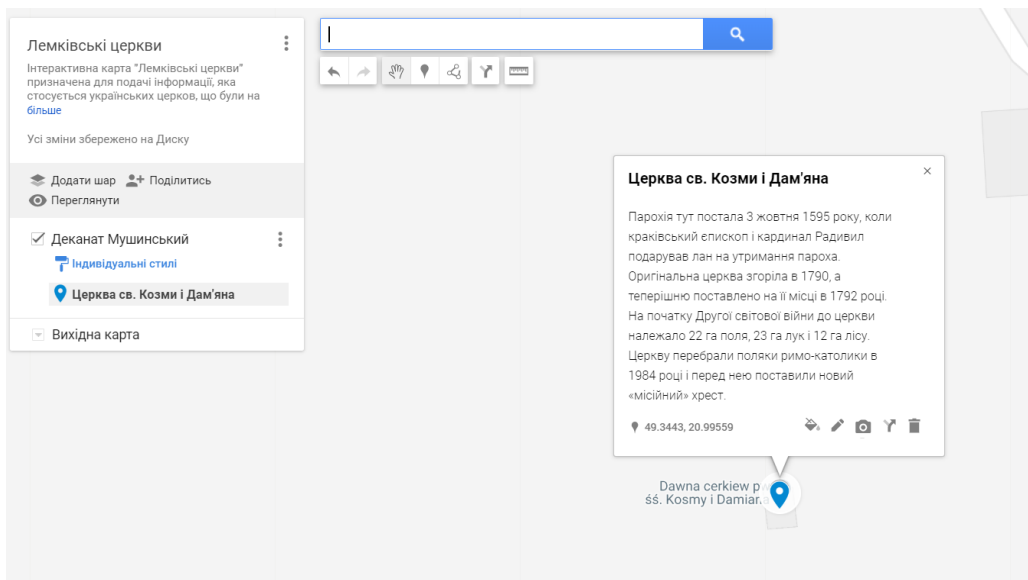 Лемківські церкви
Інтерактивна карта "Лемківські церкви"
призначена для подачі інформації, яка
стосується українських церков, що були на
більше
Усі зміни збережено на Диску
Додати шар Поділитись
Переглянути
Деканат Мушинський
Індивідуальні стилі
Церква св. Козми і Дам'яна
Вихідна карта
Церква св. Козми і Дам'яна
Парохія тут постала 3 жовтня 1595 року, коли
краківський єпископ і кардинал Радивил
подарував лан на утримання пароха.
Оригінальна церква згоріла в 1790, а
теперішню поставлено на її місці в 1792 році.
На початку Другої світової війни до церкви
належало 22 га поля, 23 га лук і 12 га лісу.
Церкву перебрали поляки римо-католики в
1984 році і перед нею поставили новий
«місійний» хрест.
49.3443, 20.99559
Dawna cerkiew p
śś. Kosmy i Damiana